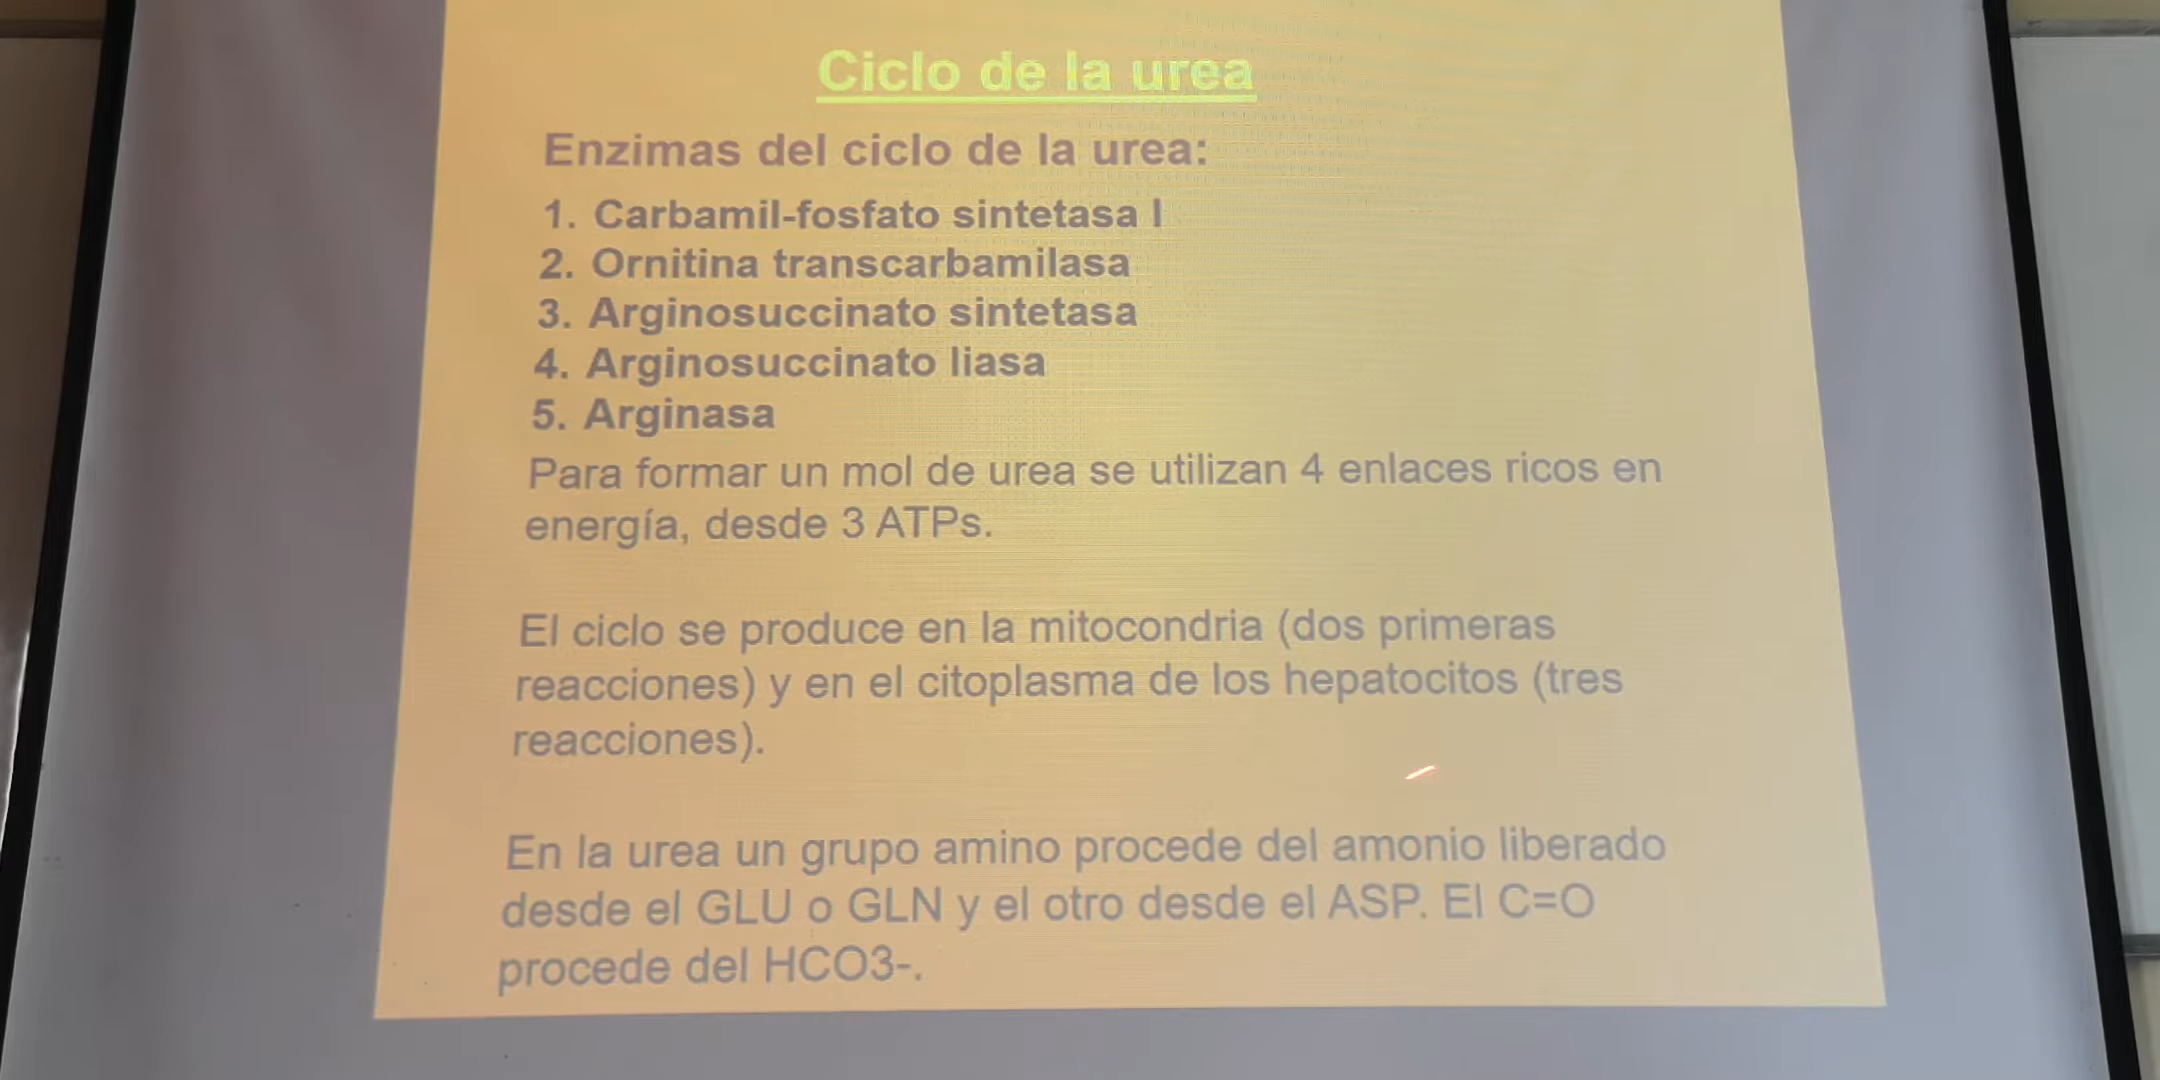 Ciclo de la urea
Enzimas del ciclo de la urea:
1. Carbamil-fosfato sintetasa I
2. Ornitina transcarbamilasa
3. Arginosuccinato sintetasa
4. Arginosuccinato liasa
5. Arginasa
Para formar un mol de urea se utilizan 4 enlaces ricos en
energía, desde 3 ATPs.
El ciclo se produce en la mitocondria (dos primeras
reacciones) y en el citoplasma de los hepatocitos (tres
reacciones).
En la urea un grupo amino procede del amonio liberado
desde el GLU o GLN y el otro desde el ASP. El C=O
procede del HCO3-.